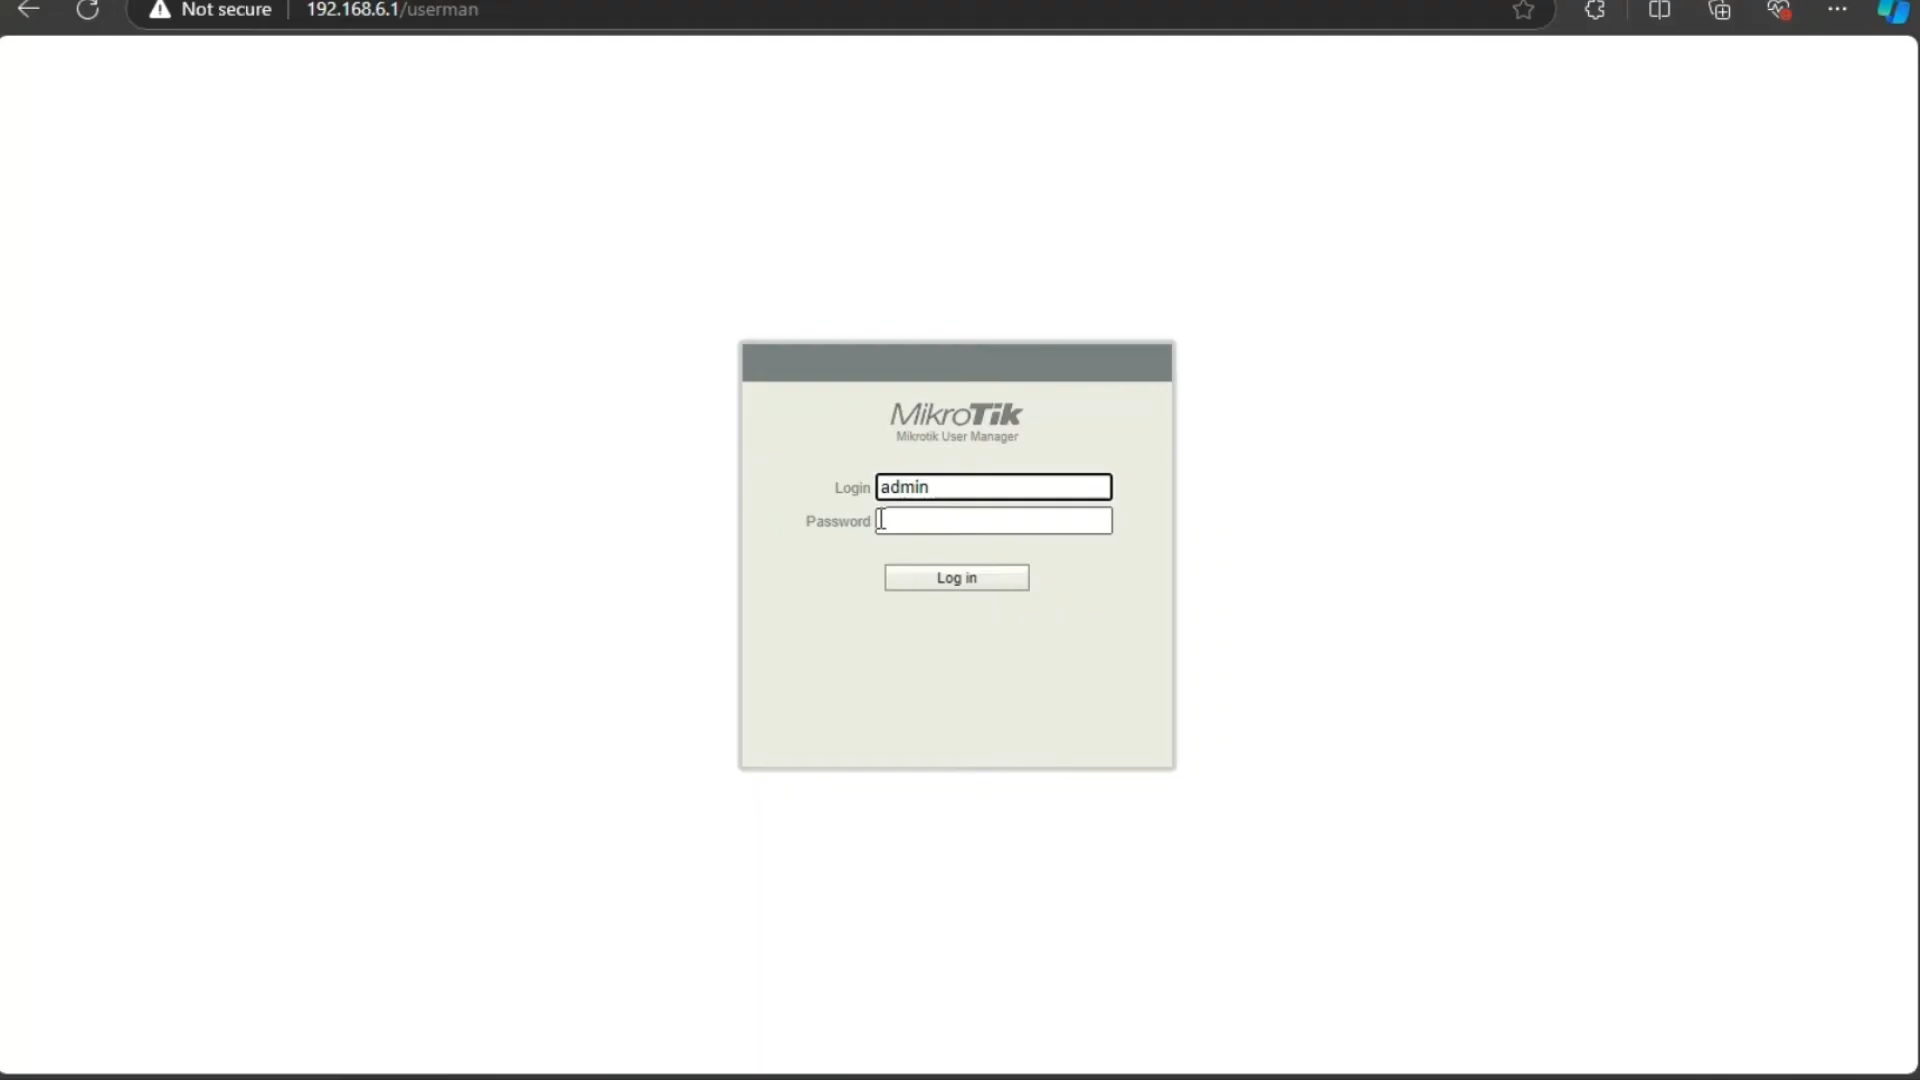 Not secure
192.168.6.1/userman
MikroTik
Mikrotik User Manager
Login admin
Password
Log in